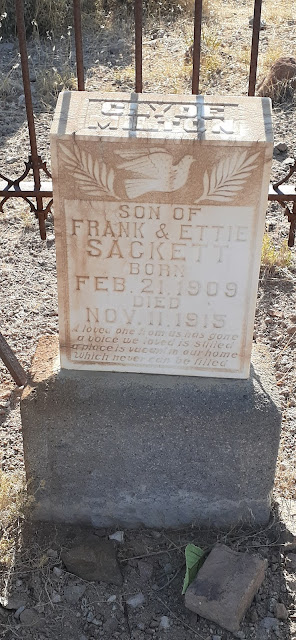 CLYDE
MILTON
SON OF
FRANK & ETTIE
SACKETT
BORN
FEB. 21. 1909
DIED
NOV. 11. 1915
A loved one from us has gone
a voice we loved is stilled
a place is vacant in our home
which never can be filled